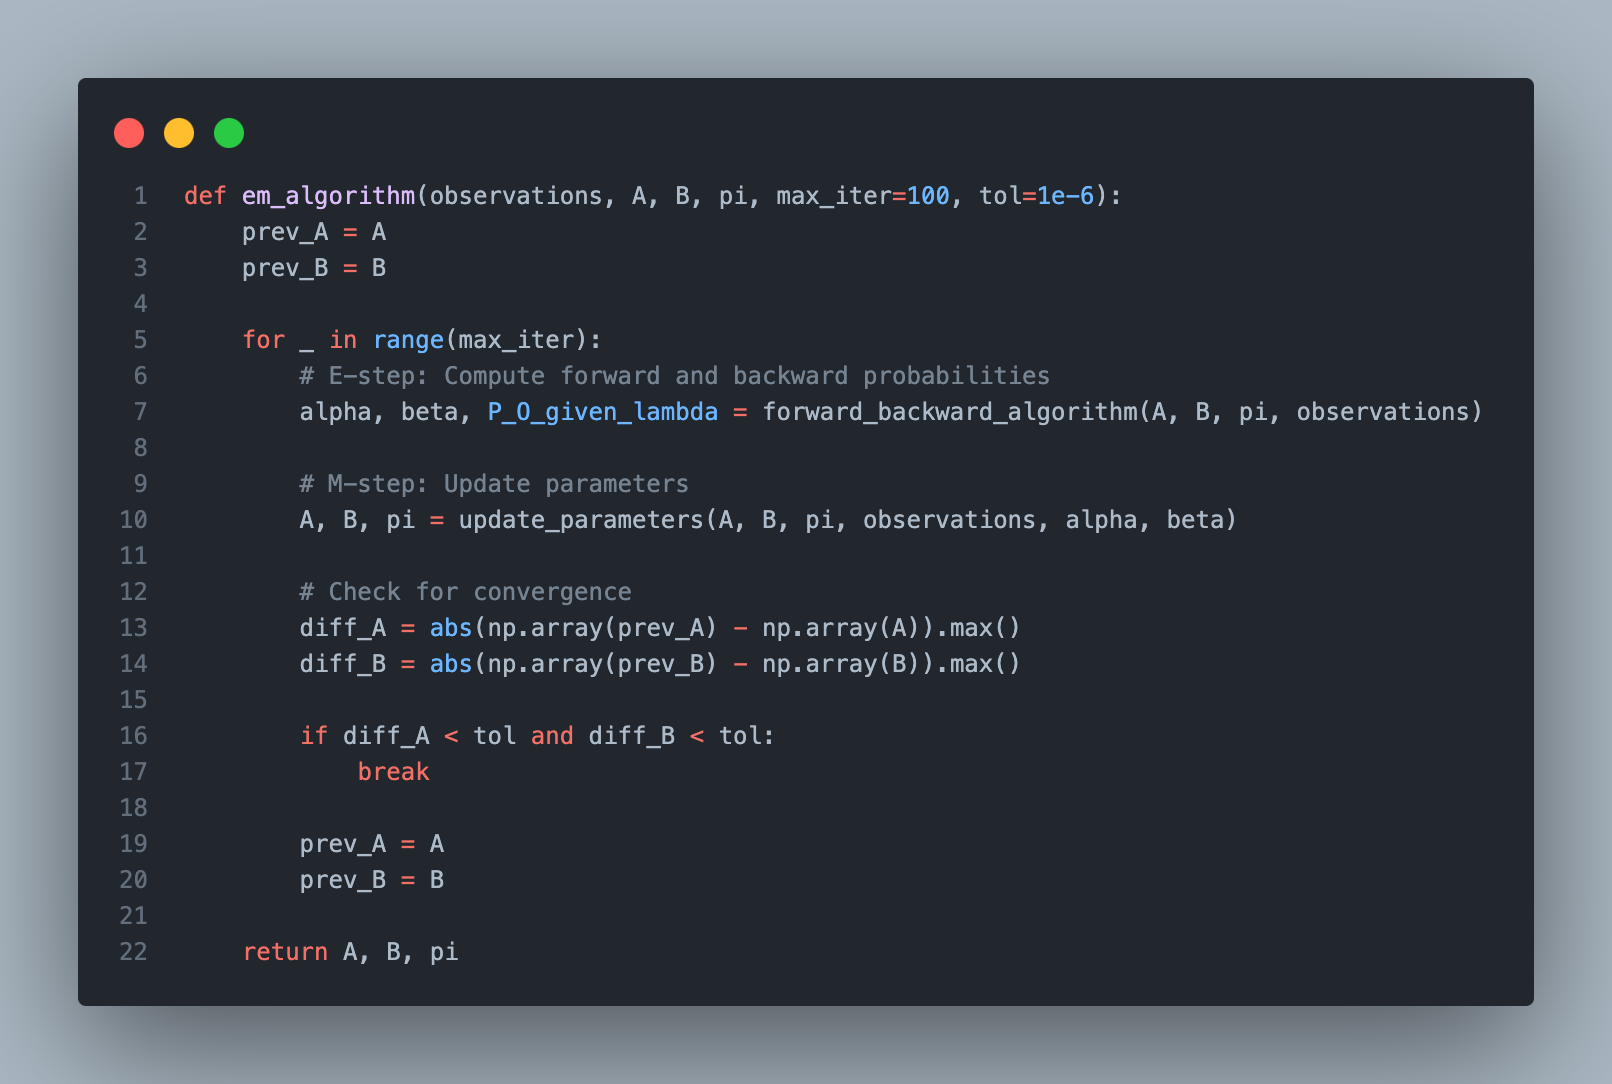 1 def em_algorithm(observations, A, B, pi, max_iter=100, tol=1e-6):
2     prev_A = A
3     prev_B = B
4
5     for _ in range(max_iter):
6         # E-step: Compute forward and backward probabilities
7         alpha, beta, P_O_given_lambda = forward_backward_algorithm(A, B, pi, observations)
8
9         # M-step: Update parameters
10         A, B, pi = update_parameters(A, B, pi, observations, alpha, beta)
11
12         # Check for convergence
13         diff_A = abs(np.array(prev_A) - np.array(A)).max()
14         diff_B = abs(np.array(prev_B) - np.array(B)).max()
15
16         if diff_A < tol and diff_B < tol:
17             break
18
19         prev_A = A
20         prev_B = B
21
22     return A, B, pi